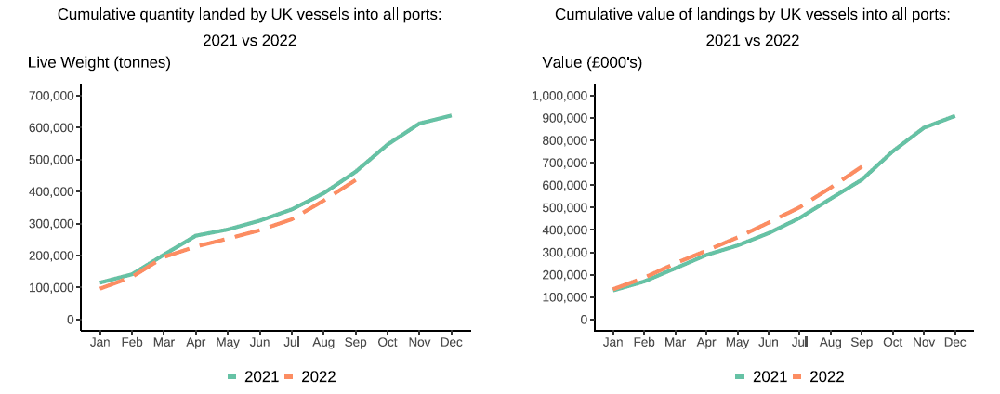 Cumulative quantity landed by UK vessels into all ports:
2021 vs 2022
Live Weight (tonnes)
700,000
600,000
500,000
400,000
300,000
200,000
100,000
0
Jan Feb Mar Apr May Jun Jul Aug Sep Oct Nov Dec
2021 2022
Cumulative value of landings by UK vessels into all ports:
2021 vs 2022
Value (£000's)
1,000,000
900,000
800,000
700,000
600,000
500,000
400,000
300,000
200,000
100,000
0
Jan Feb Mar Apr May Jun Jul Aug Sep Oct Nov Dec
2021 2022